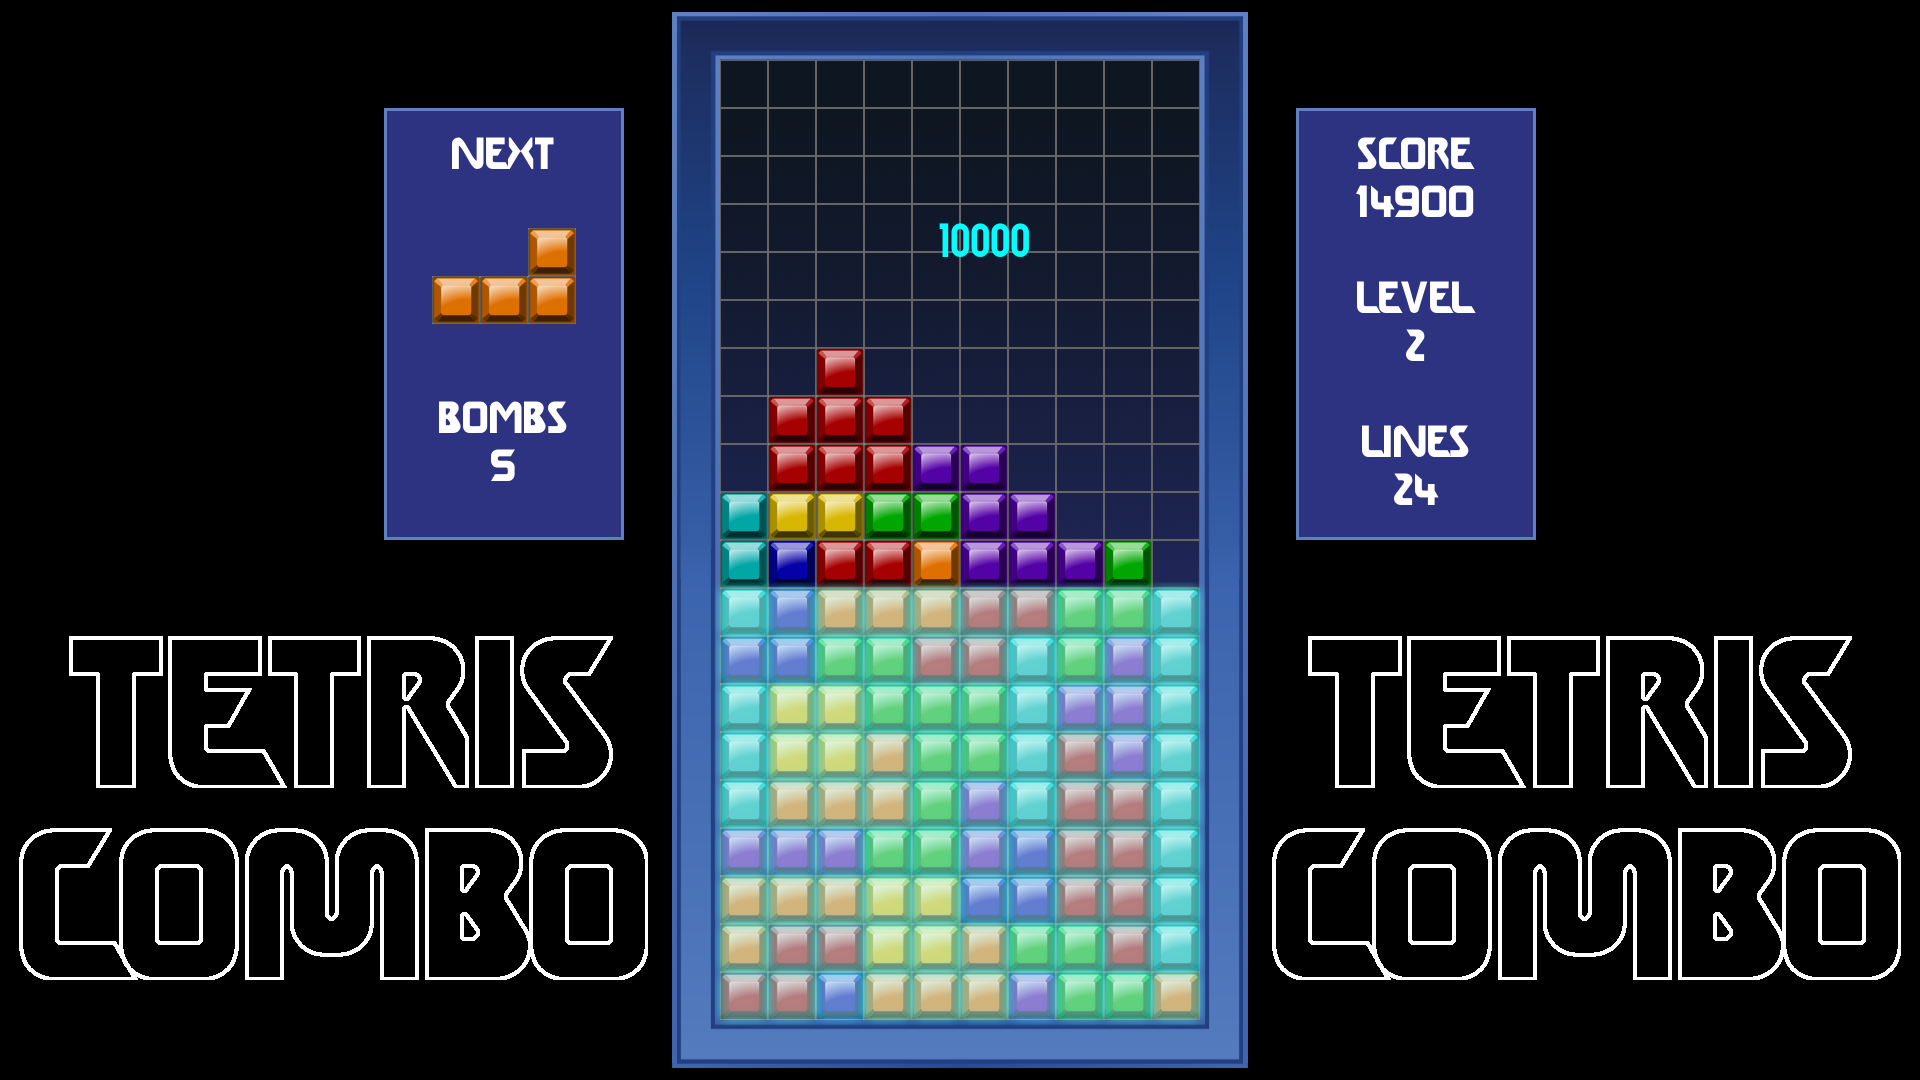 NEXT
BOMBS
5
10000
SCORE
14900
LEVEL
2
LINES
24
TETRIS
COMBO
TETRIS
COMBO